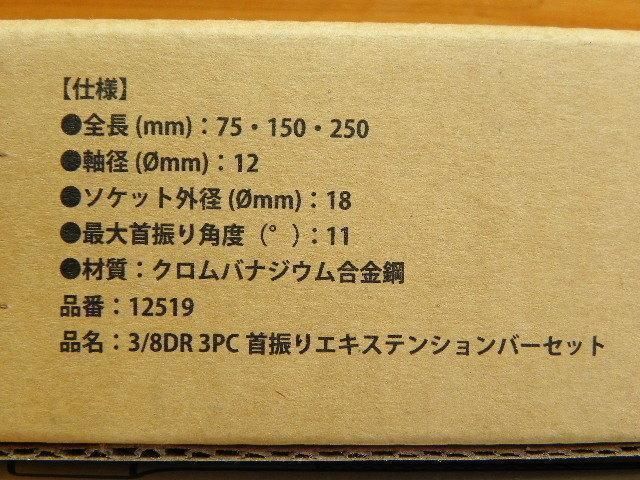 【仕様】
●全長(mm)：75・150・250
●軸径(Ømm)：12
●ソケット外径(Ømm)：18
●最大首振り角度（°）：11
●材質：クロムバナジウム合金鋼
品番：12519
品名：3/8DR 3PC 首振りエキステンションバーセット